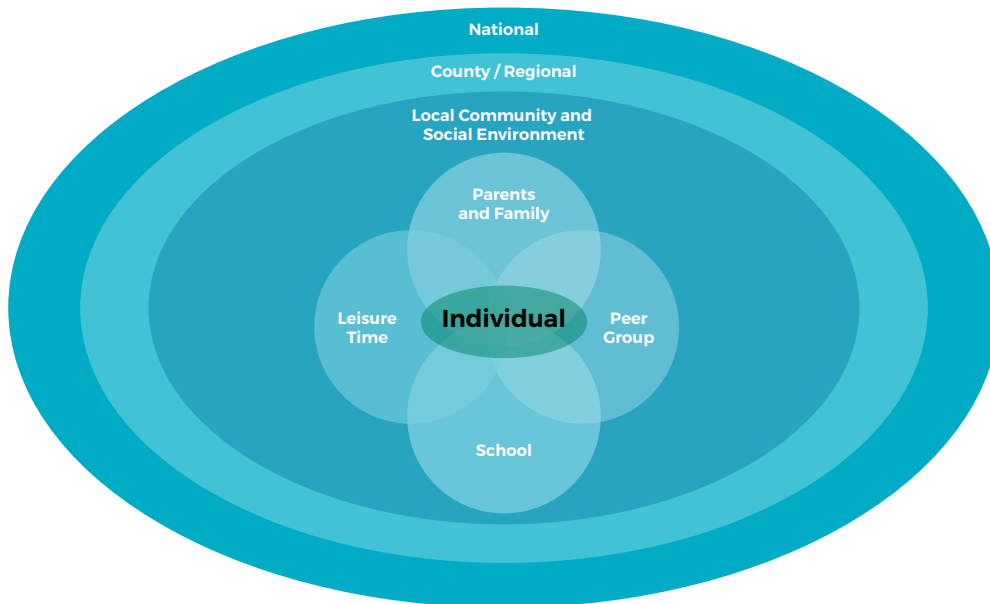 National
County / Regional
Local Community and
Social Environment
Parents
and Family
Leisure
Time
Individual
Peer
Group
School